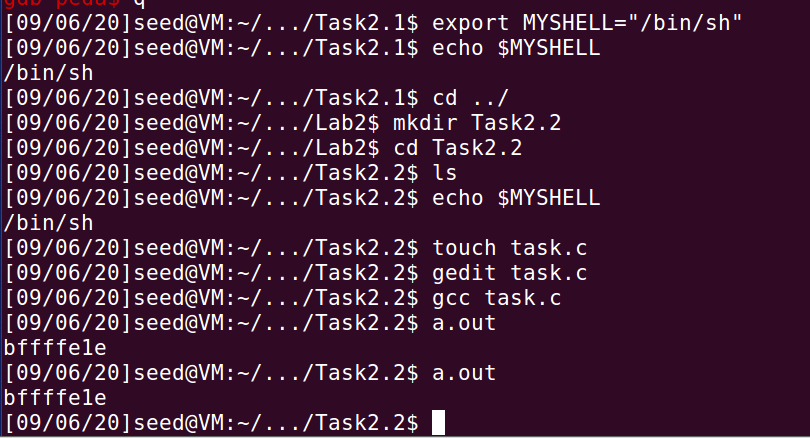 gdb-peda$ q
[09/06/20]seed@VM:~/.../Task2.1$ export MYSHELL="/bin/sh"
[09/06/20]seed@VM:~/.../Task2.1$ echo $MYSHELL
/bin/sh
[09/06/20]seed@VM:~/.../Task2.1$ cd ../
[09/06/20]seed@VM:~/.../Lab2$ mkdir Task2.2
[09/06/20]seed@VM:~/.../Lab2$ cd Task2.2
[09/06/20]seed@VM:~/.../Task2.2$ ls
[09/06/20]seed@VM:~/.../Task2.2$ echo $MYSHELL
/bin/sh
[09/06/20]seed@VM:~/.../Task2.2$ touch task.c
[09/06/20]seed@VM:~/.../Task2.2$ gedit task.c
[09/06/20]seed@VM:~/.../Task2.2$ gcc task.c
[09/06/20]seed@VM:~/.../Task2.2$ a.out
bffffe1e
[09/06/20]seed@VM:~/.../Task2.2$ a.out
bffffe1e
[09/06/20]seed@VM:~/.../Task2.2$